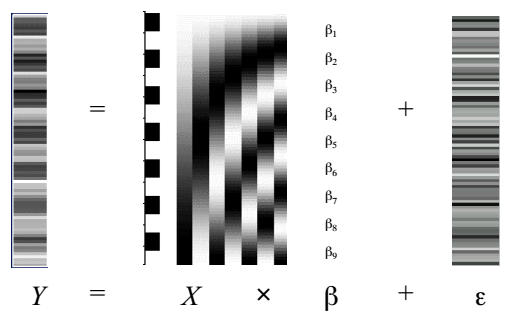 β₁
β₂
β₃
= β₄ +
β₅
β₆
β₇
β₈
β₉
Y = X × β + ε